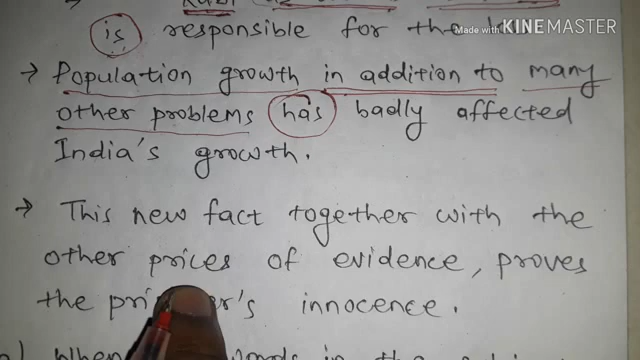 is responsible for the
Made with KINEMASTER
→ Population growth in addition to many
other problems has badly affected
India's growth.
→ This new fact together with the
other prices of evidence, proves
the innocence.